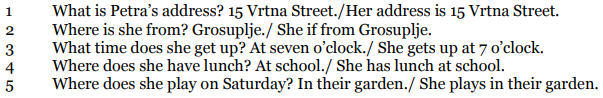 1 What is Petra's address? 15 Vrtna Street./Her address is 15 Vrtna Street.
2 Where is she from? Grosuplje./ She if from Grosuplje.
3 What time does she get up? At seven o'clock./ She gets up at 7 o'clock.
4 Where does she have lunch? At school./ She has lunch at school.
5 Where does she play on Saturday? In their garden./ She plays in their garden.